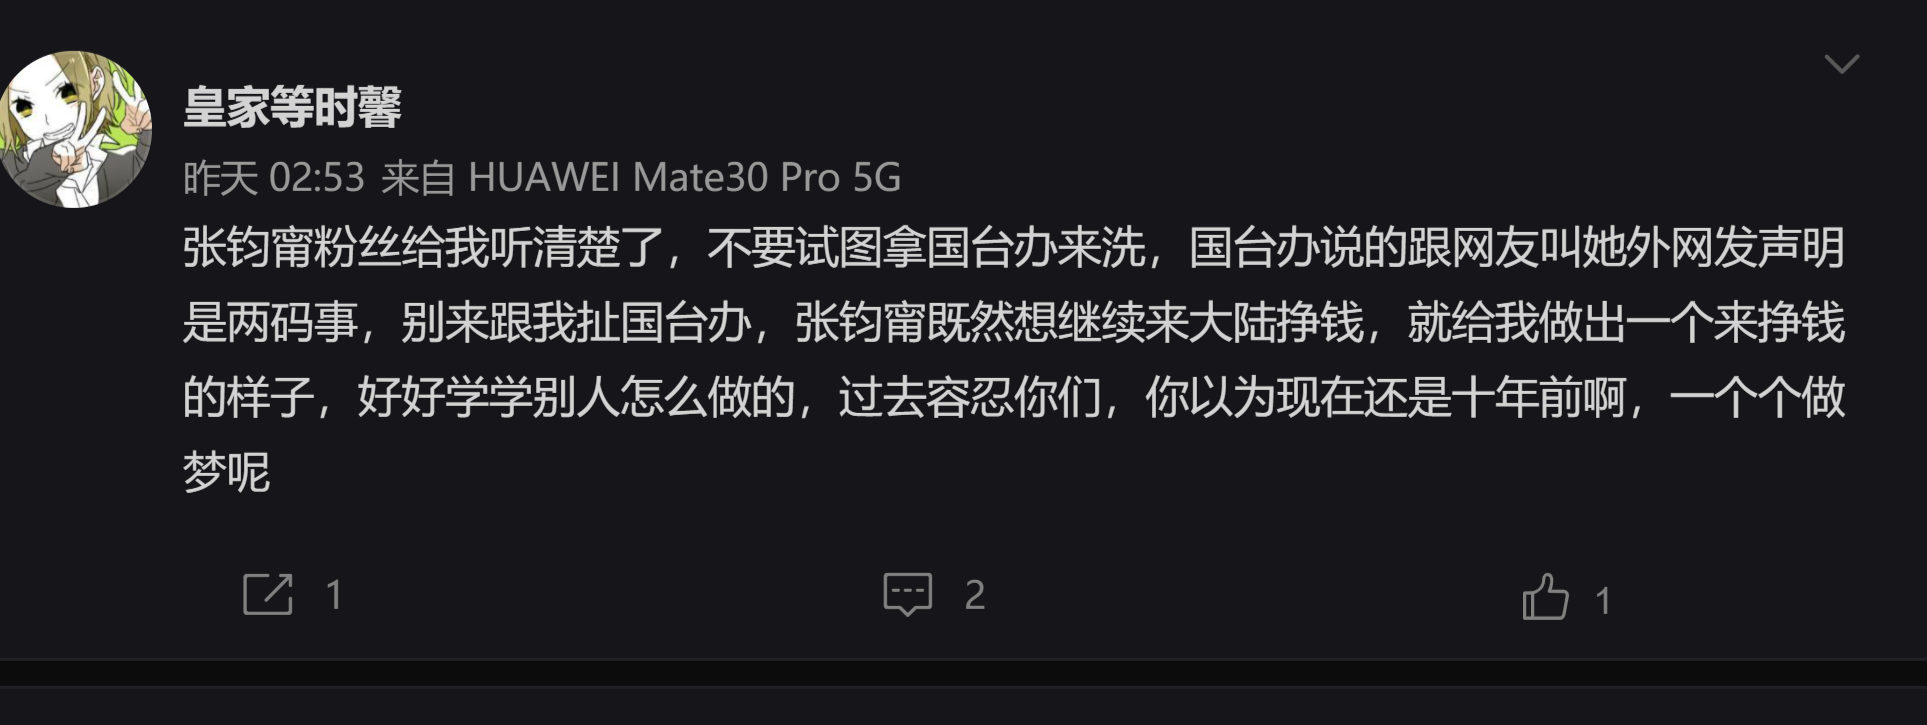 皇家等时馨
昨天 02:53 来自 HUAWEI Mate30 Pro 5G
张钧甯粉丝给我听清楚了，不要试图拿国台办来洗，国台办说的跟网友叫她外网发声明
是两码事，别来跟我扯国台办，张钧甯既然想继续来大陆挣钱，就给我做出一个来挣钱
的样子，好好学学别人怎么做的，过去容忍你们，你以为现在还是十年前啊，一个个做
梦呢
1 2 1